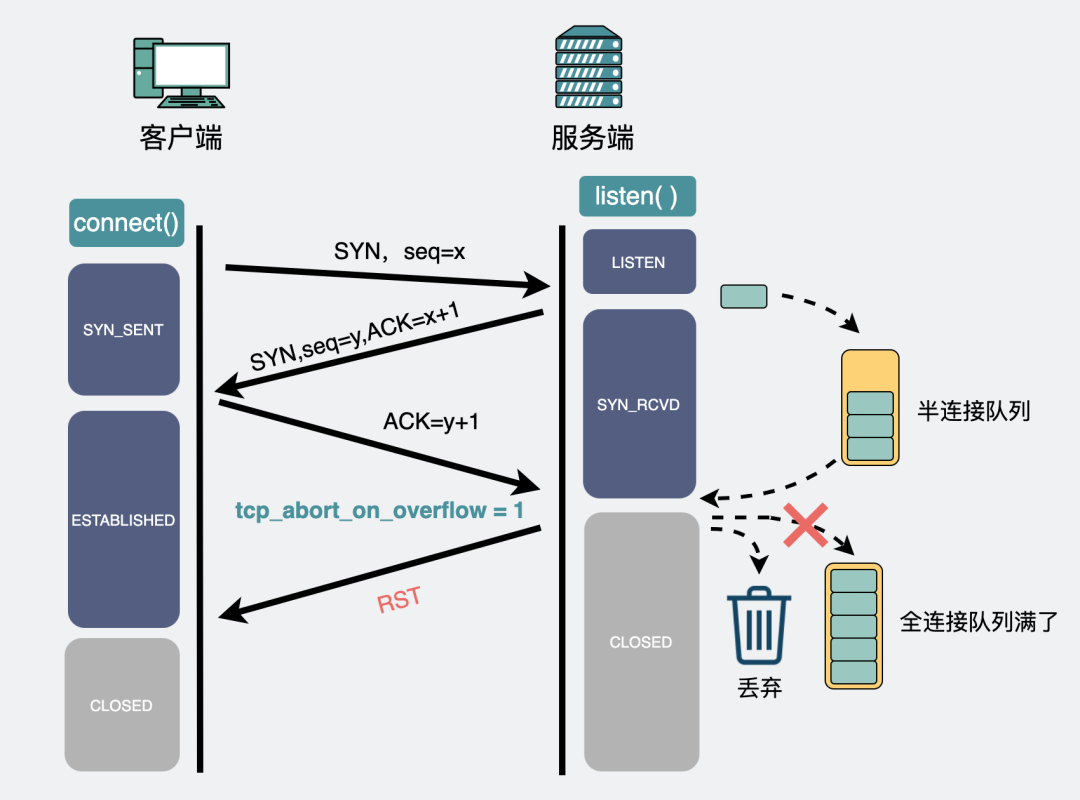 客户端
服务端
connect()
listen( )
SYN，seq=x
LISTEN
SYN_SENT
SYN,seq=y,ACK=x+1
SYN_RCVD
半连接队列
ACK=y+1
tcp_abort_on_overflow = 1
ESTABLISHED
RST
全连接队列满了
CLOSED
丢弃
CLOSED